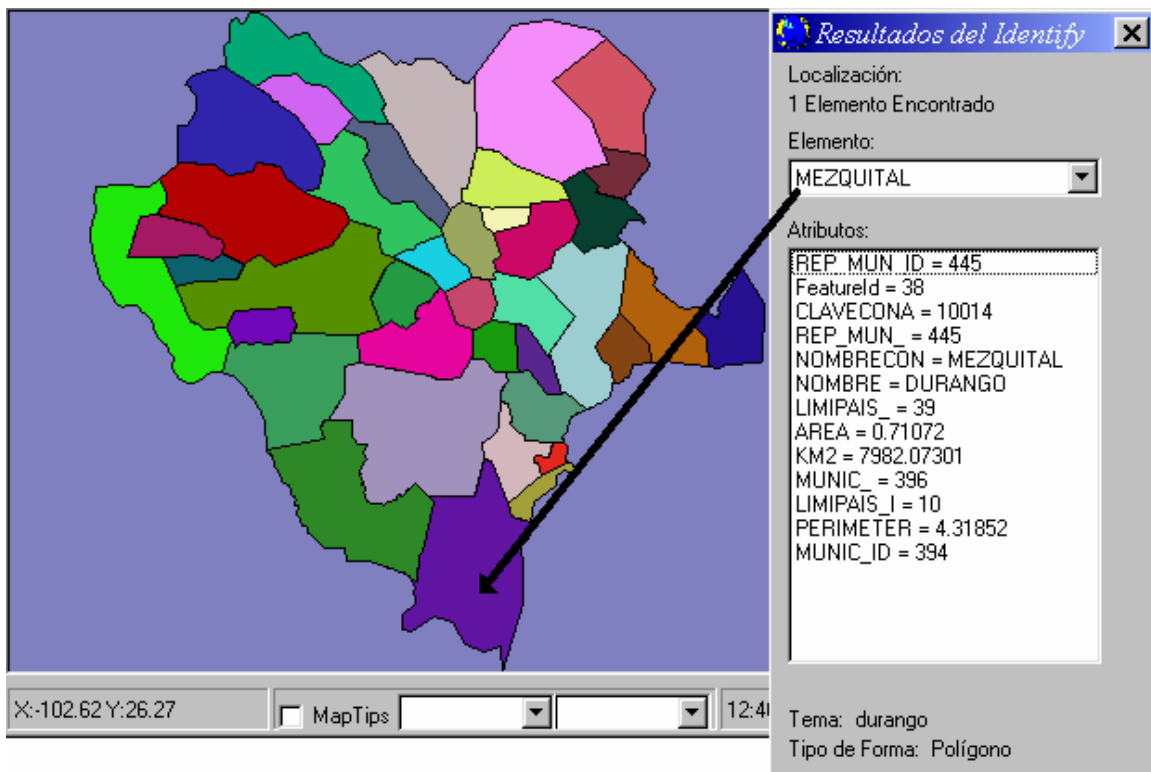 Resultados del Identify
Localización:
1 Elemento Encontrado
Elemento:
MEZQUITAL
Atributos:
REP_MUN_ID = 445
FeatureId = 38
CLAVECONA = 10014
REP_MUN_ = 445
NOMBRECON = MEZQUITAL
NOMBRE = DURANGO
LIMIPAIS_ = 39
AREA = 0.71072
KM2 = 7982.07301
MUNIC_ = 396
LIMIPAIS_I = 10
PERIMETER = 4.31852
MUNIC_ID = 394
Tema: durango
Tipo de Forma: Polígono
X:-102.62 Y:26.27
MapTips